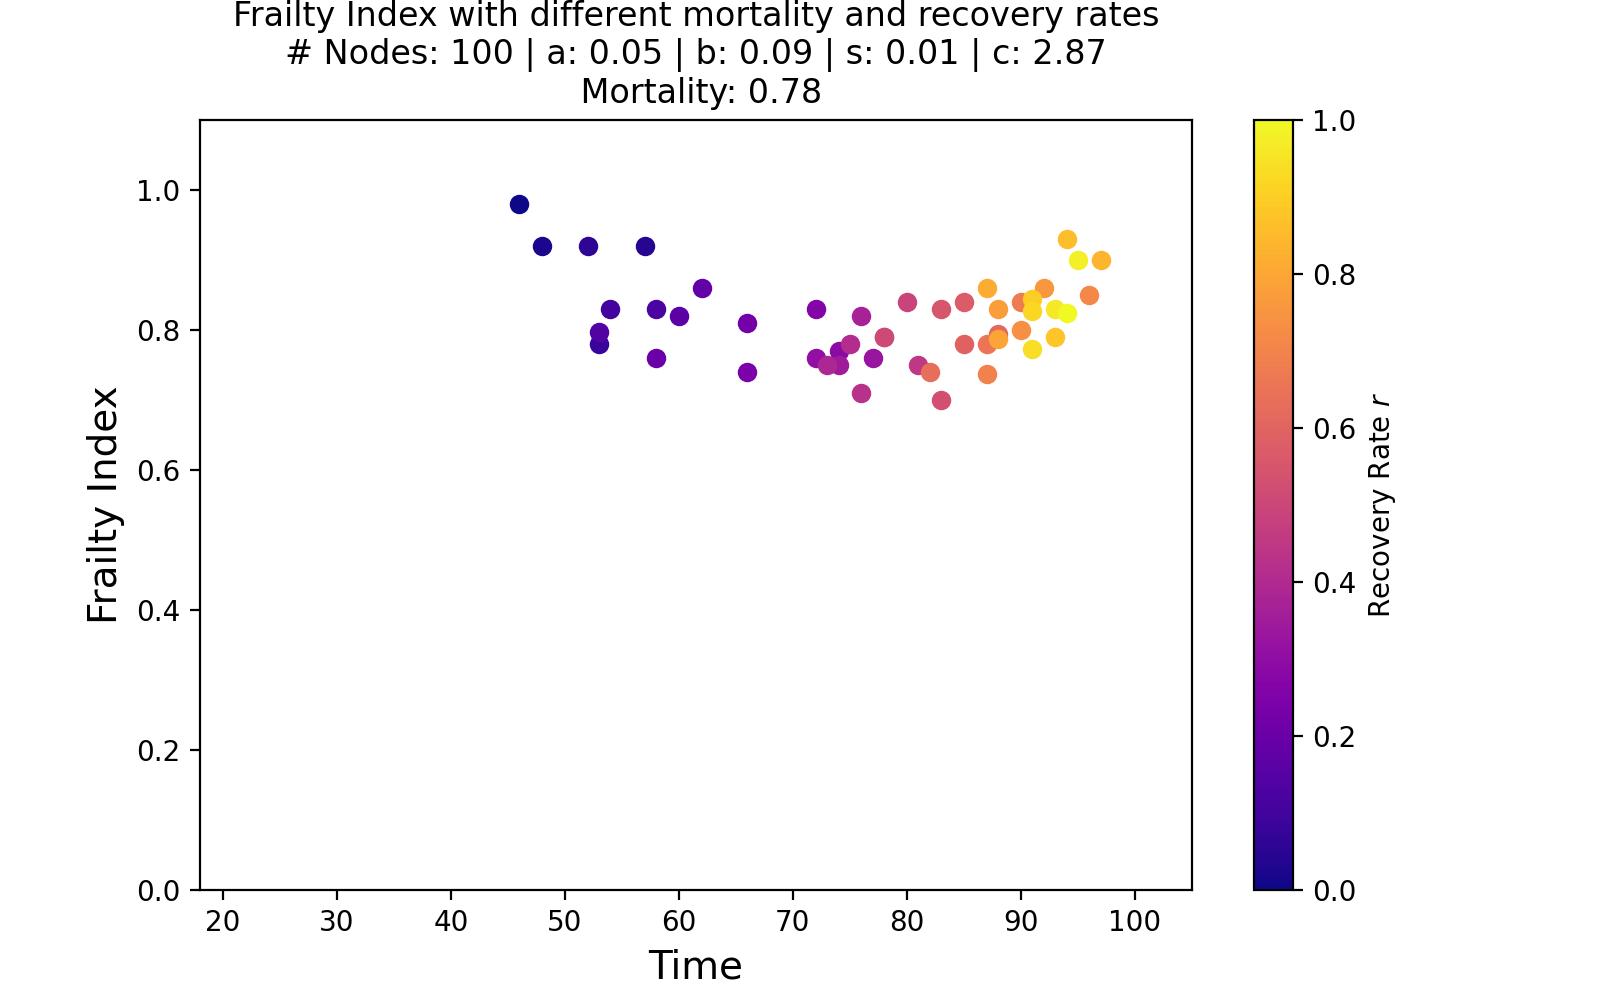 Frailty Index with different mortality and recovery rates
# Nodes: 100 | a: 0.05 | b: 0.09 | s: 0.01 | c: 2.87
Mortality: 0.78
1.0
0.8
0.6
0.4
0.2
0.0
Frailty Index
20 30 40 50 60 70 80 90 100
Time
1.0
0.8
0.6
0.4
0.2
0.0
Recovery Rate r